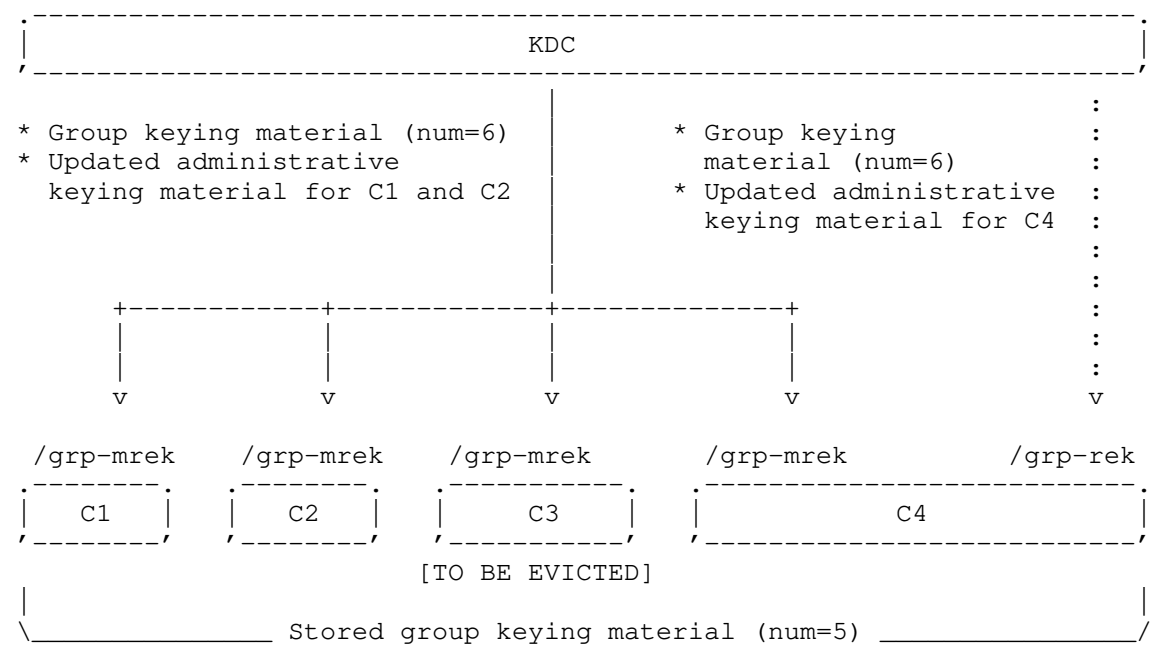 KDC
* Group keying material (num=6)
* Updated administrative
keying material for C1 and C2
* Group keying
material (num=6)
* Updated administrative
keying material for C4
/grp-mrek /grp-mrek /grp-mrek /grp-mrek /grp-rek
C1 C2 C3 C4
[TO BE EVICTED]
Stored group keying material (num=5)